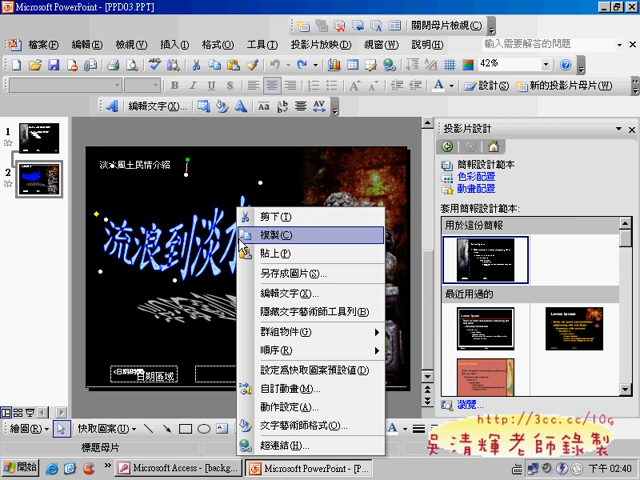 Microsoft PowerPoint - [PPD03.PPT]
關閉母片檢視(C)
檔案(F) 編輯(E) 檢視(V) 插入(I) 格式(O) 工具(T) 投影片放映(D) 視窗(W) 說明(H) 輸入需要解答的問題
42%
B I U S A 設計(S) 新的投影片母片(W)
編輯文字(X)... Aa AV
1
2
淡水風土民情介紹
流浪到淡水
日期區域
剪下(T)
複製(C)
貼上(P)
另存成圖片(S)...
編輯文字(X)...
隱藏文字藝術師工具列(B)
群組物件(G)
順序(R)
設定為快取圖案預設值(D)
自訂動畫(M)...
動作設定(A)...
文字藝術師格式(O)...
超連結(H)...
投影片設計
簡報設計範本
色彩配置
動畫配置
套用簡報設計範本:
用於這份簡報
最近用過的
瀏覽...
繪圖(R) 快取圖案(U)
標題母片
http://3cc.cc/10g
吳清輝老師錄製
開始 Microsoft Access - [backg... Microsoft PowerPoint - [P... 下午 02:40